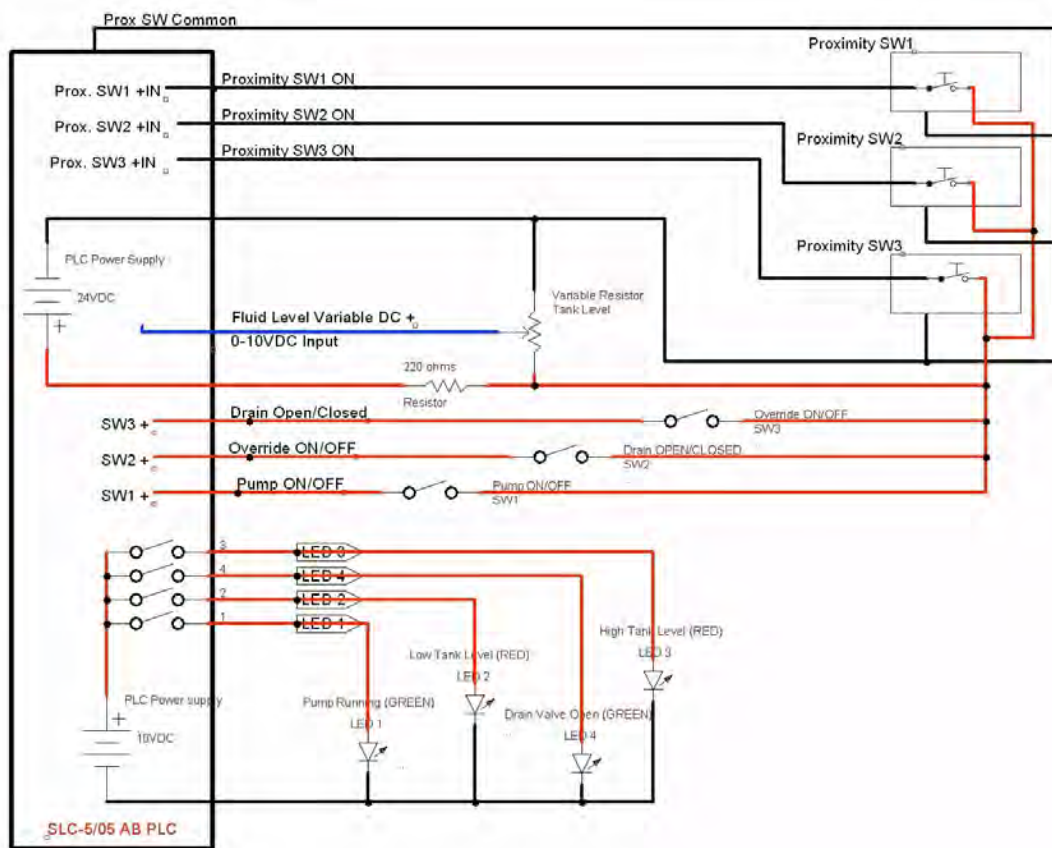 Prox SW Common
Proximity SW1
Prox. SW1 +IN
Proximity SW1 ON
Prox. SW2 +IN
Proximity SW2 ON
Proximity SW2
Prox. SW3 +IN
Proximity SW3 ON
Proximity SW3
PLC Power Supply
24VDC
+
Fluid Level Variable DC +
0-10VDC Input
Variable Resistor
Tank Level
220 ohms
Resistor
SW3 +
Drain Open/Closed
Override ON/OFF
SW3
SW2 +
Override ON/OFF
Drain OPEN/CLOSED
SW2
SW1 +
Pump ON/OFF
Pump ON/OFF
SW1
3
LED 3
4
LED 4
2
LED 2
1
LED 1
High Tank Level (RED)
LED 3
Low Tank Level (RED)
LED 2
PLC Power supply
+
10VDC
Pump Running (GREEN)
LED 1
Drain Valve Open (GREEN)
LED 4
SLC-5/05 AB PLC